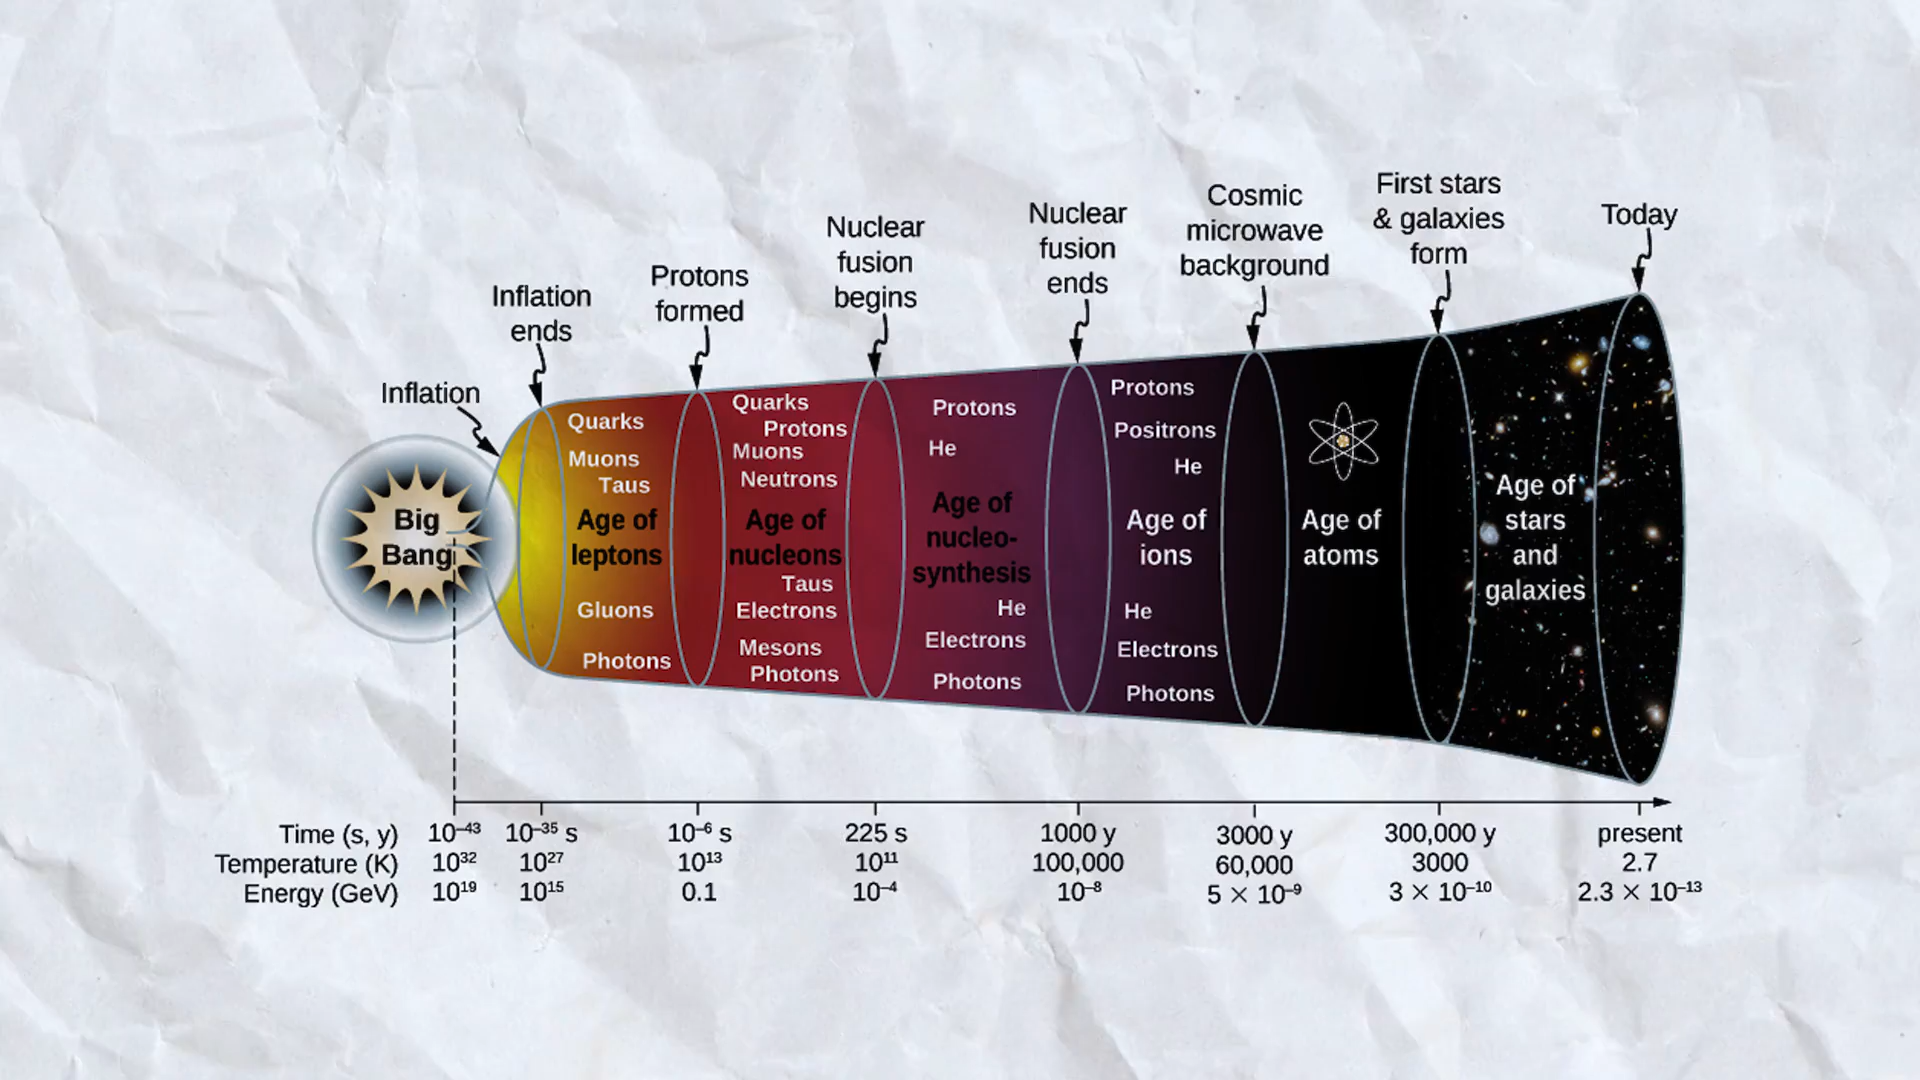 First stars
& galaxies
form
Cosmic
microwave
background
Today
Nuclear
fusion
ends
Nuclear
fusion
begins
Protons
formed
Inflation
ends
Inflation
Big
Bang
Quarks
Muons
Taus
Age of
leptons
Gluons
Photons
Quarks
Protons
Muons
Neutrons
Age of
nucleons
Taus
Electrons
Mesons
Photons
Protons
He
Age of
nucleo-
synthesis
He
Electrons
Photons
Protons
Positrons
He
Age of
ions
He
Electrons
Photons
Age of
atoms
Age of
stars
and
galaxies
Time (s, y) 10⁻⁴³ 10⁻³⁵ s 10⁻⁶ s 225 s 1000 y 3000 y 300,000 y present
Temperature (K) 10³² 10²⁷ 10¹³ 10¹¹ 100,000 60,000 3000 2.7
Energy (GeV) 10¹⁹ 10¹⁵ 0.1 10⁻⁴ 10⁻⁸ 5 × 10⁻⁹ 3 × 10⁻¹⁰ 2.3 × 10⁻¹³